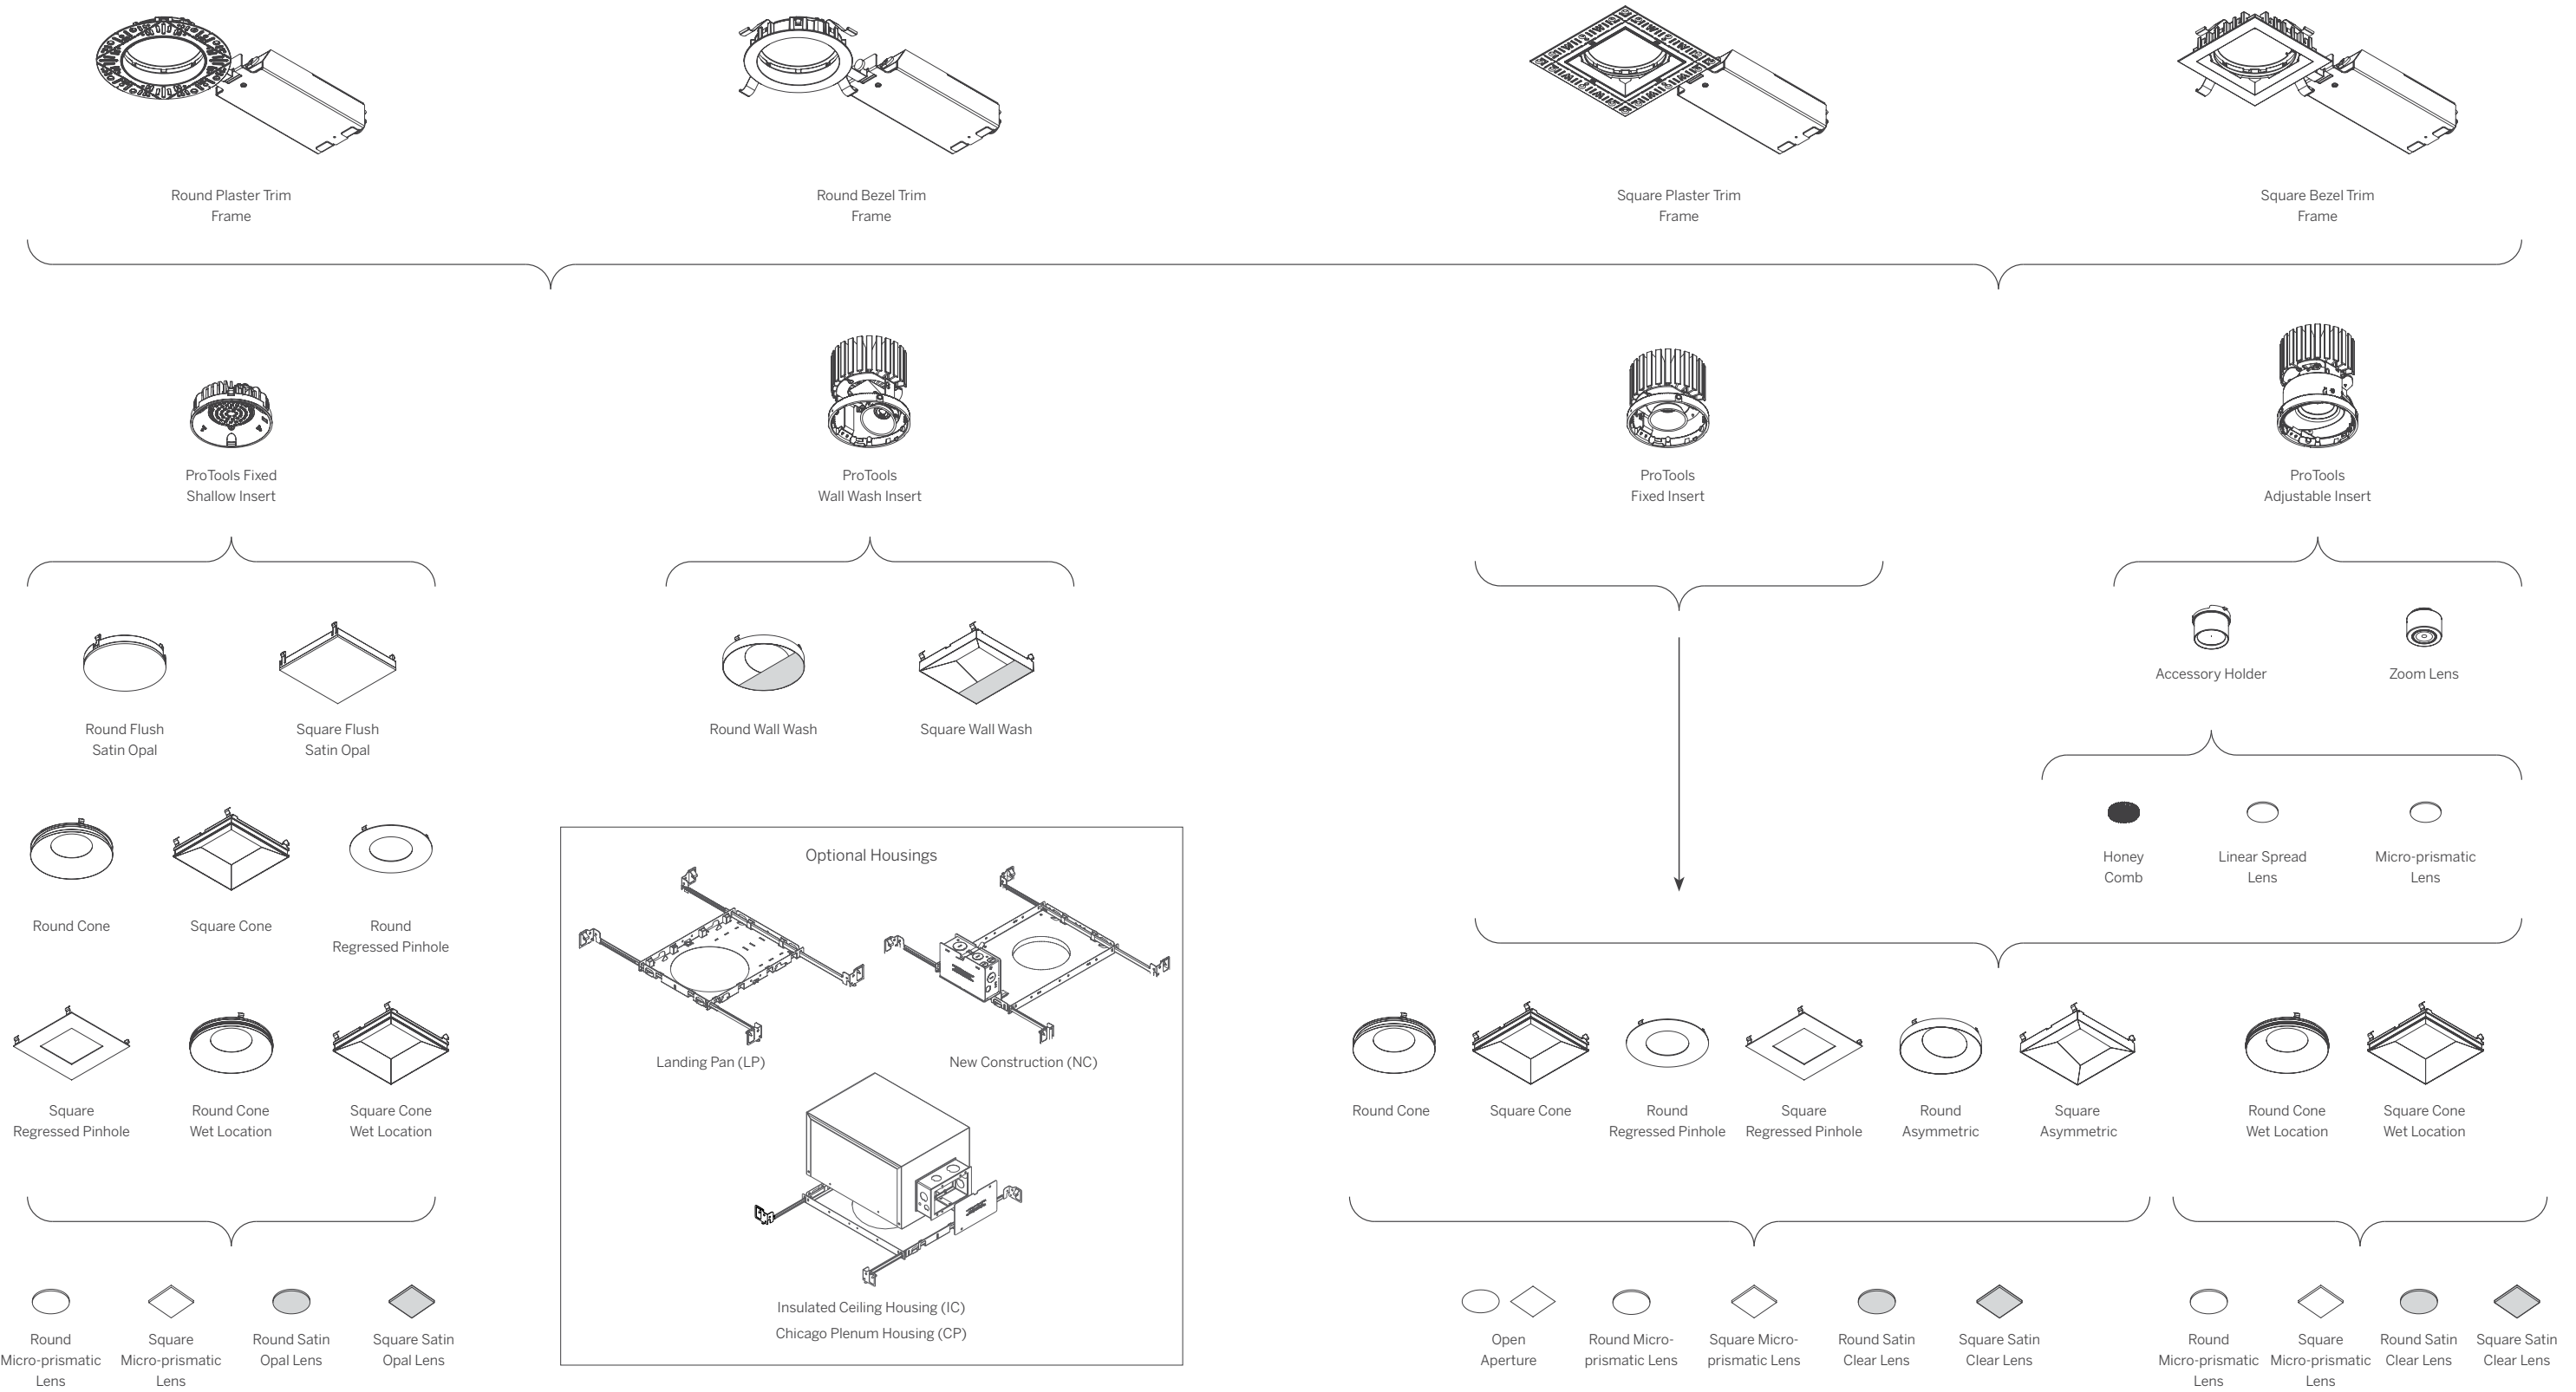 Round Plaster Trim
Frame
Round Bezel Trim
Frame
Square Plaster Trim
Frame
Square Bezel Trim
Frame
ProTools Fixed
Shallow Insert
ProTools
Wall Wash Insert
ProTools
Fixed Insert
ProTools
Adjustable Insert
Round Flush
Satin Opal
Square Flush
Satin Opal
Round Wall Wash
Square Wall Wash
Accessory Holder
Zoom Lens
Honey
Comb
Linear Spread
Lens
Micro-prismatic
Lens
Round Cone
Square Cone
Round
Regressed Pinhole
Square
Regressed Pinhole
Round Cone
Wet Location
Square Cone
Wet Location
Optional Housings
Landing Pan (LP)
New Construction (NC)
Insulated Ceiling Housing (IC)
Chicago Plenum Housing (CP)
Round Cone
Square Cone
Round
Regressed Pinhole
Square
Regressed Pinhole
Round
Asymmetric
Square
Asymmetric
Round Cone
Wet Location
Square Cone
Wet Location
Round
Micro-prismatic
Lens
Square
Micro-prismatic
Lens
Round Satin
Opal Lens
Square Satin
Opal Lens
Open
Aperture
Round Micro-
prismatic Lens
Square Micro-
prismatic Lens
Round Satin
Clear Lens
Square Satin
Clear Lens
Round
Micro-prismatic
Lens
Square
Micro-prismatic
Lens
Round Satin
Clear Lens
Square Satin
Clear Lens